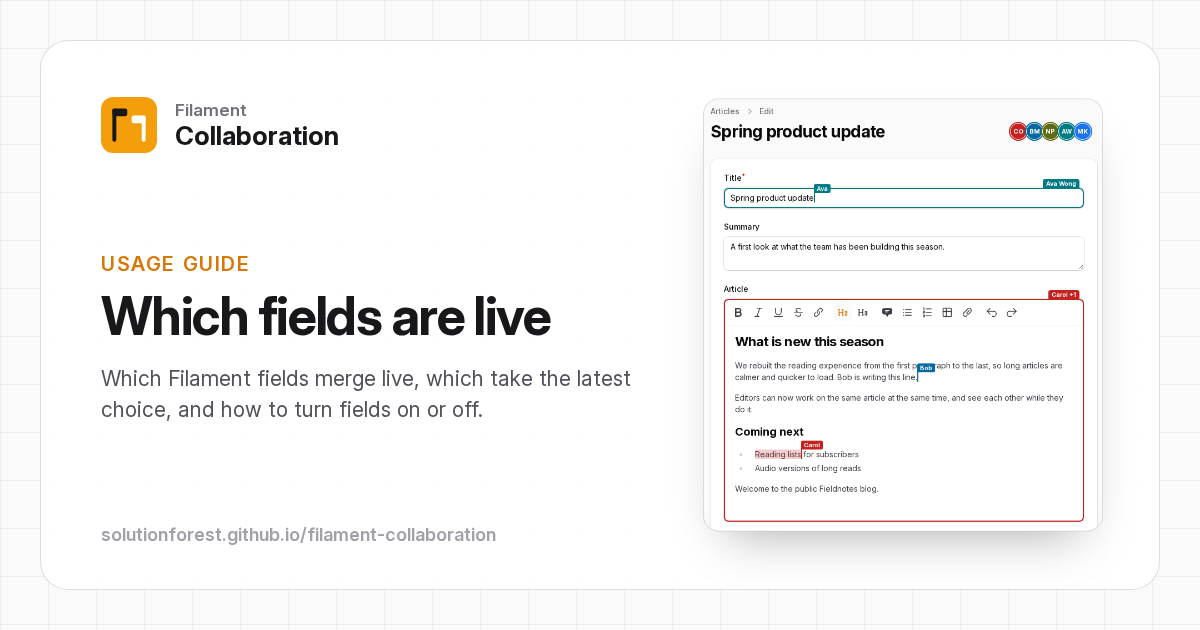 Filament
Collaboration
USAGE GUIDE
Which fields are live
Which Filament fields merge live, which take the latest
choice, and how to turn fields on or off.
solutionforest.github.io/filament-collaboration
Articles > Edit
Spring product update
CO BM NP AW MK
Title*
Ava Wong
Ava
Spring product update
Summary
A first look at what the team has been building this season.
Article
Carol +1
B I U S H2 H3
What is new this season
We rebuilt the reading experience from the first aph to the last, so long articles are
Bob
calmer and quicker to load. Bob is writing this line.
Editors can now work on the same article at the same time, and see each other while they
do it.
Coming next
Carol
Reading lists for subscribers
Audio versions of long reads
Welcome to the public Fieldnotes blog.